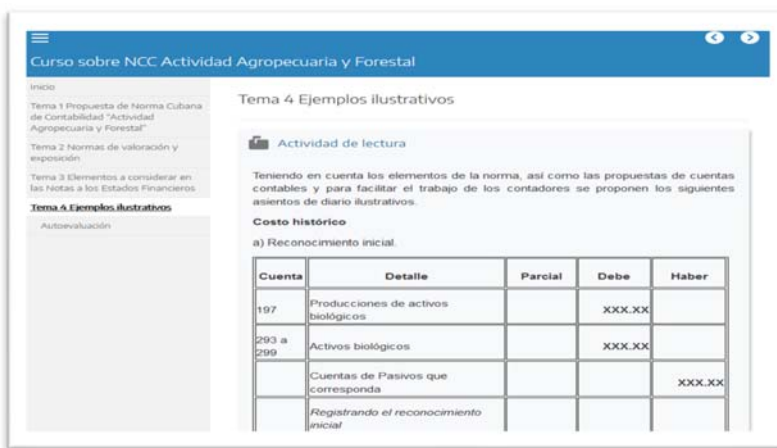 Curso sobre NCC Actividad Agropecuaria y Forestal
Inicio
Tema 1 Propuesta de Norma Cubana
de Contabilidad "Actividad
Agropecuaria y Forestal"
Tema 2 Normas de valoración y
exposición
Tema 3 Elementos a considerar en
las Notas a los Estados Financieros
Tema 4 Ejemplos ilustrativos
Autoevaluación
Tema 4 Ejemplos ilustrativos
Actividad de lectura
Teniendo en cuenta los elementos de la norma, así como las propuestas de cuentas
contables y para facilitar el trabajo de los contadores se proponen los siguientes
asientos de diario ilustrativos.
Costo histórico
a) Reconocimiento inicial.
Cuenta Detalle Parcial Debe Haber
197 Producciones de activos
biológicos XXX.XX
293 a
299 Activos biológicos XXX.XX
Cuentas de Pasivos que
corresponda XXX.XX
Registrando el reconocimiento
inicial